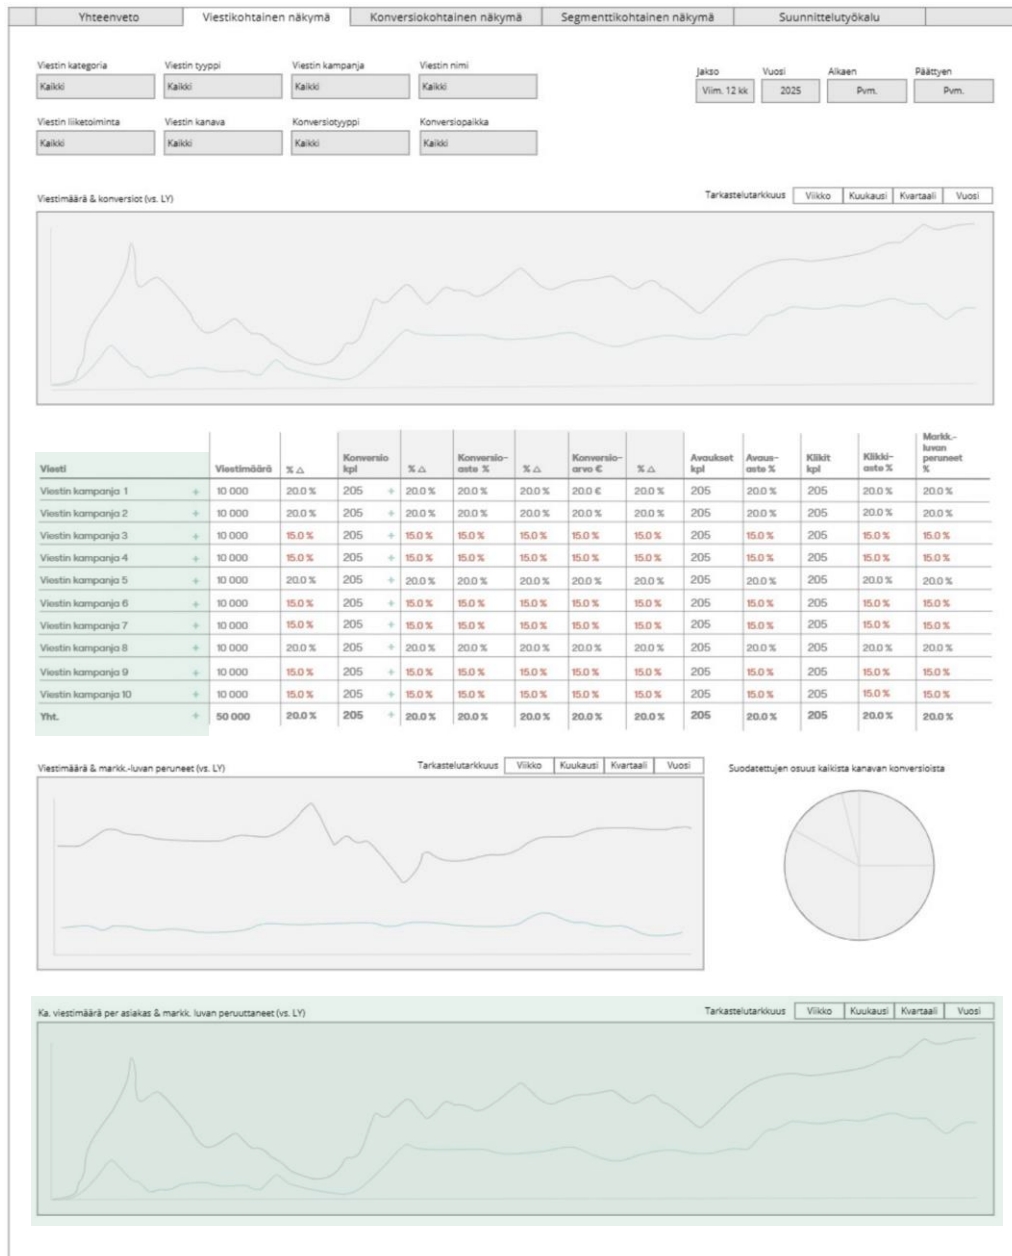 Yhteenveto Viestikohtainen näkymä Konversiokohtainen näkymä Segmenttikohtainen näkymä Suunnittelutyökalu
Viestin kategoria Viestin tyyppi Viestin kampanja Viestin nimi
Kaikki Kaikki Kaikki Kaikki
Jakso Vuosi Alkaen Päättyen
Viim. 12 kk 2025 Pvm. Pvm.
Viestin liiketoiminta Viestin kanava Konversiotyyppi Konversiopaikka
Kaikki Kaikki Kaikki Kaikki
Viestimäärä & konversiot (vs. LY) Tarkastelutarkkuus Viikko Kuukausi Kvartaali Vuosi
Viesti Viestimäärä % △ Konversio kpl % △ Konversio-aste % % △ Konversio-arvo € % △ Avaukset kpl Avaus-aste % Klikit kpl Klikki-aste % Markk.-luvan peruneet %
Viestin kampanja 1 + 10 000 20.0 % 205 + 20.0 % 20.0 % 20.0 % 20.0 € 20.0 % 205 20.0 % 205 20.0 % 20.0 %
Viestin kampanja 2 + 10 000 20.0 % 205 + 20.0 % 20.0 % 20.0 % 20.0 % 20.0 % 205 20.0 % 205 20.0 % 20.0 %
Viestin kampanja 3 + 10 000 15.0 % 205 + 15.0 % 15.0 % 15.0 % 15.0 % 15.0 % 205 15.0 % 205 15.0 % 15.0 %
Viestin kampanja 4 + 10 000 15.0 % 205 + 15.0 % 15.0 % 15.0 % 15.0 % 15.0 % 205 15.0 % 205 15.0 % 15.0 %
Viestin kampanja 5 + 10 000 20.0 % 205 + 20.0 % 20.0 % 20.0 % 20.0 % 20.0 % 205 20.0 % 205 20.0 % 20.0 %
Viestin kampanja 6 + 10 000 15.0 % 205 + 15.0 % 15.0 % 15.0 % 15.0 % 15.0 % 205 15.0 % 205 15.0 % 15.0 %
Viestin kampanja 7 + 10 000 15.0 % 205 + 15.0 % 15.0 % 15.0 % 15.0 % 15.0 % 205 15.0 % 205 15.0 % 15.0 %
Viestin kampanja 8 + 10 000 20.0 % 205 + 20.0 % 20.0 % 20.0 % 20.0 % 20.0 % 205 20.0 % 205 20.0 % 20.0 %
Viestin kampanja 9 + 10 000 15.0 % 205 + 15.0 % 15.0 % 15.0 % 15.0 % 15.0 % 205 15.0 % 205 15.0 % 15.0 %
Viestin kampanja 10 + 10 000 15.0 % 205 + 15.0 % 15.0 % 15.0 % 15.0 % 15.0 % 205 15.0 % 205 15.0 % 15.0 %
Yht. + 50 000 20.0 % 205 + 20.0 % 20.0 % 20.0 % 20.0 % 20.0 % 205 20.0 % 205 20.0 % 20.0 %
Viestimäärä & markk.-luvan peruneet (vs. LY) Tarkastelutarkkuus Viikko Kuukausi Kvartaali Vuosi
Suodatettujen osuus kaikista kanavan konversioista
Ka. viestimäärä per asiakas & markk. luvan peruuttaneet (vs. LY) Tarkastelutarkkuus Viikko Kuukausi Kvartaali Vuosi